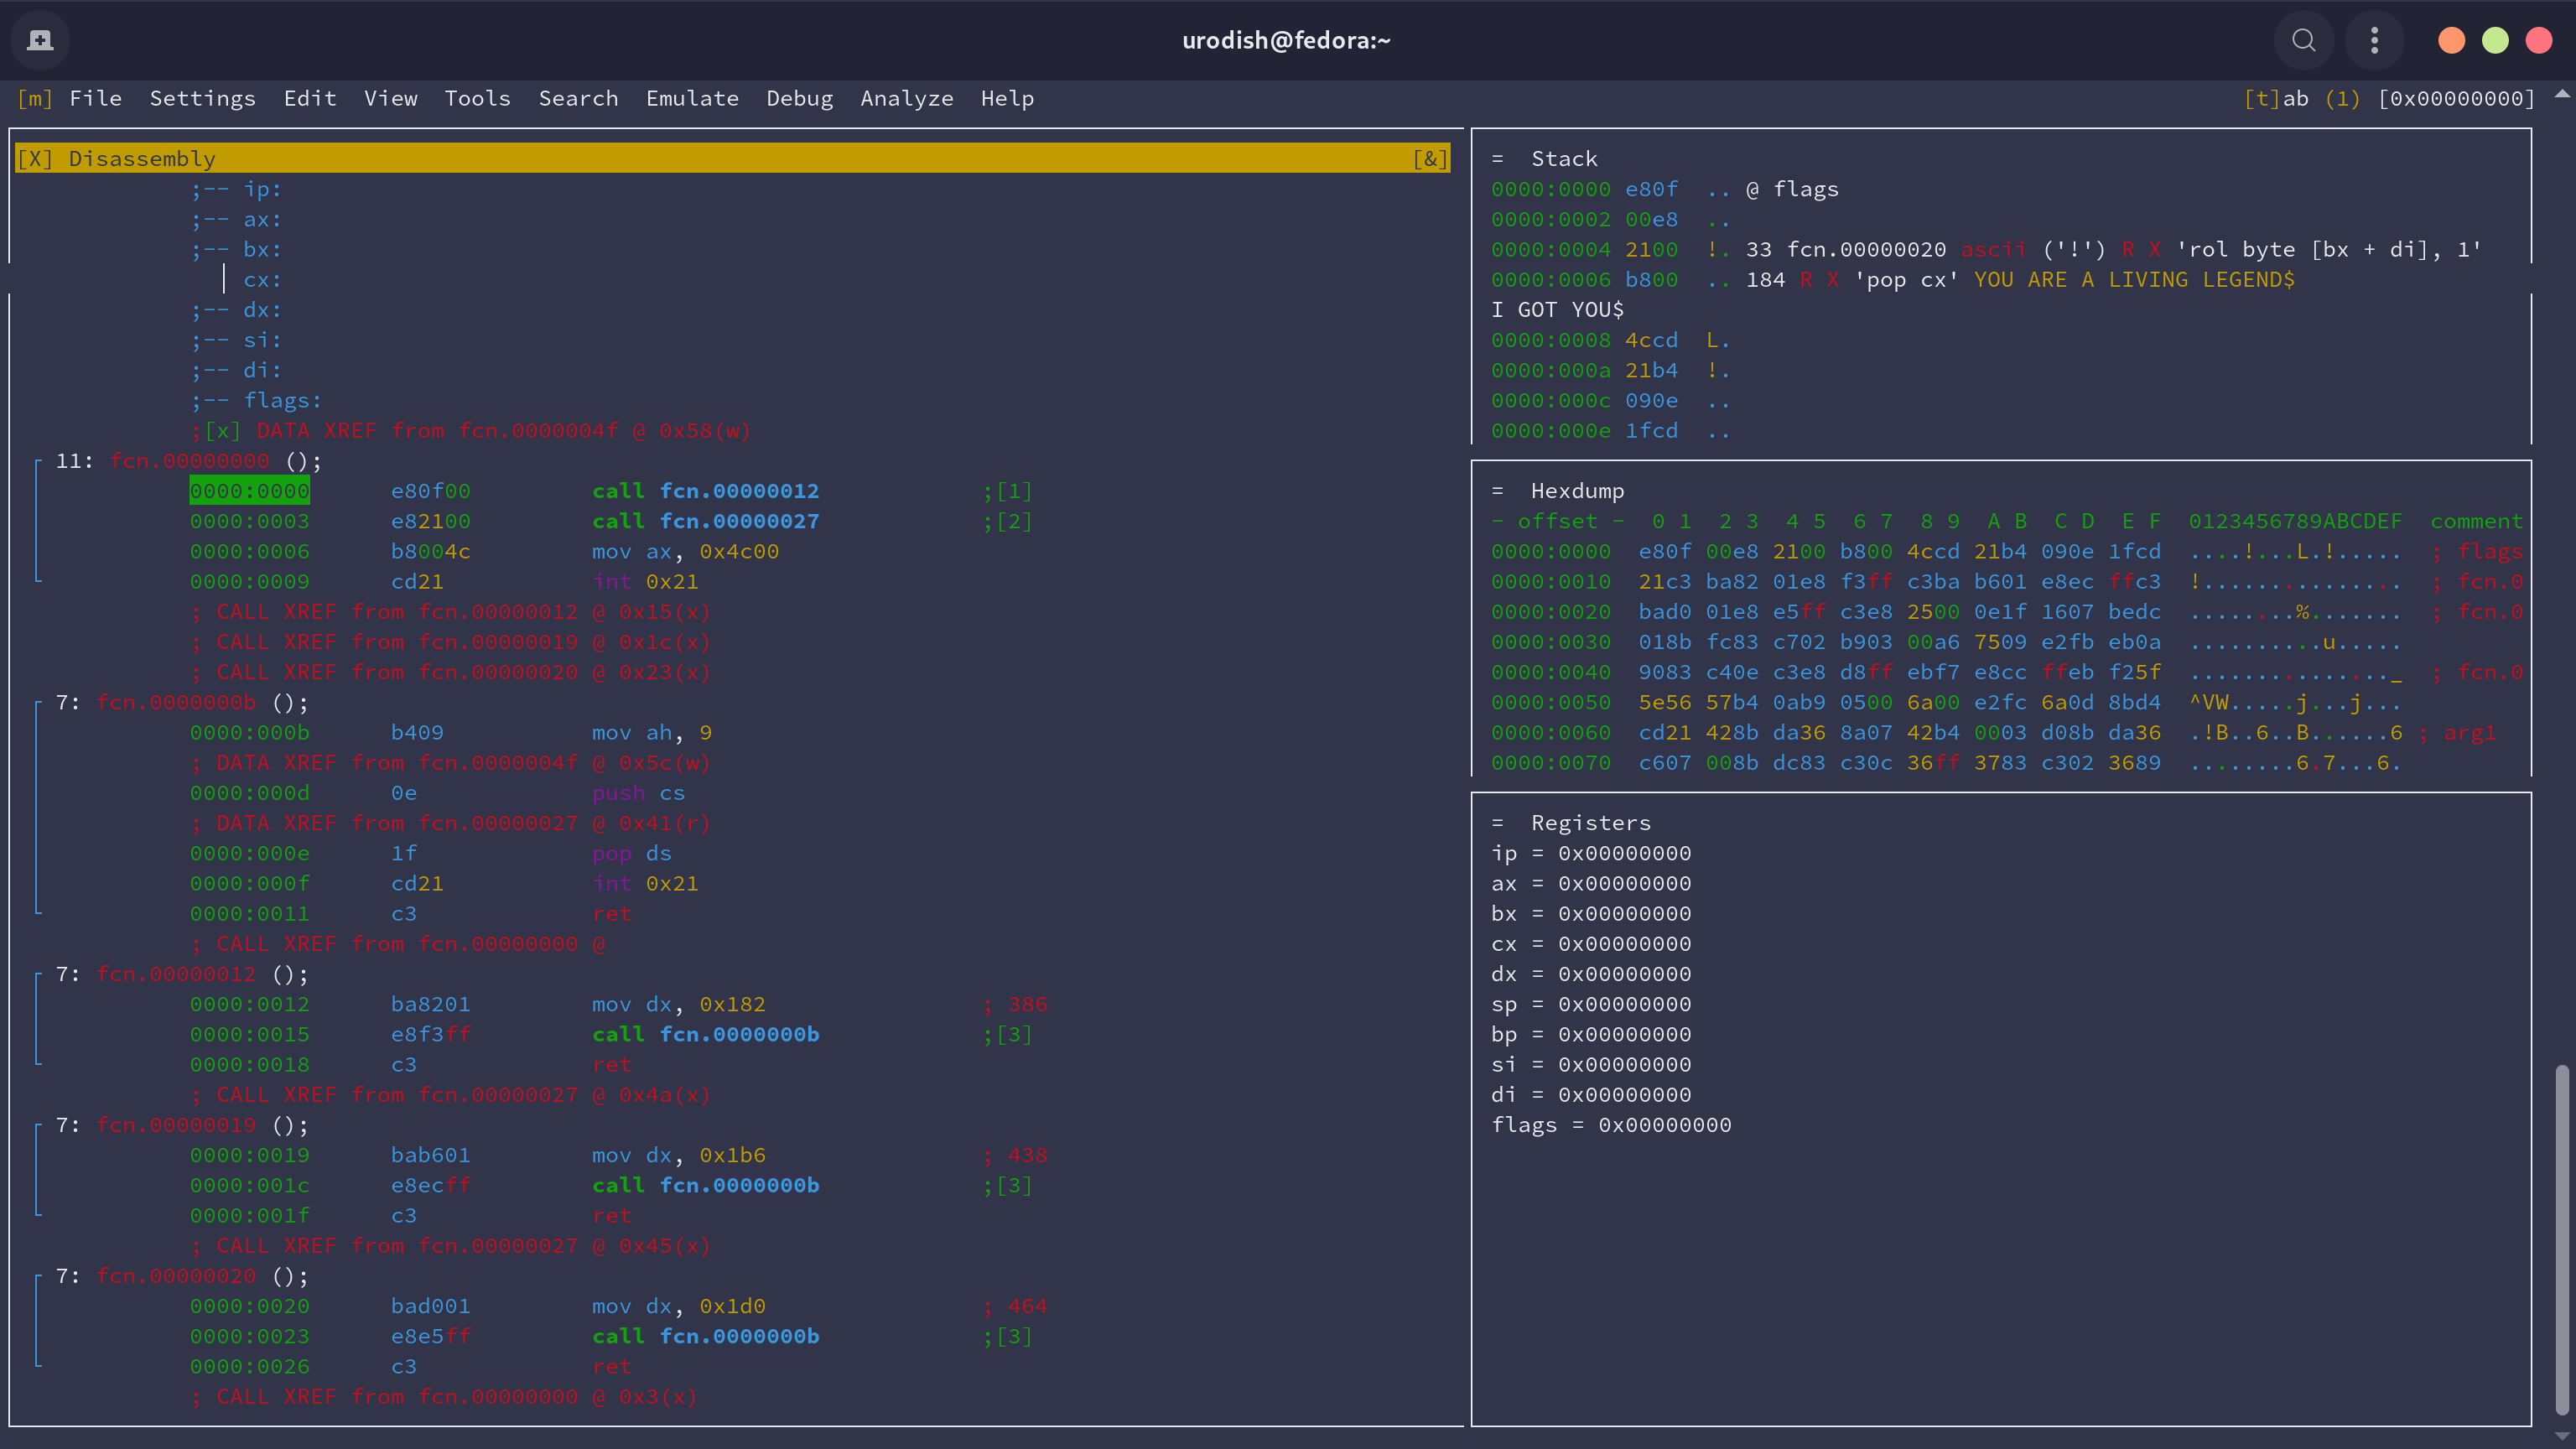 urodish@fedora:~
[m] File Settings Edit View Tools Search Emulate Debug Analyze Help [t]ab (1) [0x00000000]
[X] Disassembly [&]
;-- ip:
;-- ax:
;-- bx:
cx:
;-- dx:
;-- si:
;-- di:
;-- flags:
;[x] DATA XREF from fcn.0000004f @ 0x58(w)
11: fcn.00000000 ();
0000:0000 e80f00 call fcn.00000012 ;[1]
0000:0003 e82100 call fcn.00000027 ;[2]
0000:0006 b8004c mov ax, 0x4c00
0000:0009 cd21 int 0x21
; CALL XREF from fcn.00000012 @ 0x15(x)
; CALL XREF from fcn.00000019 @ 0x1c(x)
; CALL XREF from fcn.00000020 @ 0x23(x)
7: fcn.0000000b ();
0000:000b b409 mov ah, 9
; DATA XREF from fcn.0000004f @ 0x5c(w)
0000:000d 0e push cs
; DATA XREF from fcn.00000027 @ 0x41(r)
0000:000e 1f pop ds
0000:000f cd21 int 0x21
0000:0011 c3 ret
; CALL XREF from fcn.00000000 @
7: fcn.00000012 ();
0000:0012 ba8201 mov dx, 0x182 ; 386
0000:0015 e8f3ff call fcn.0000000b ;[3]
0000:0018 c3 ret
; CALL XREF from fcn.00000027 @ 0x4a(x)
7: fcn.00000019 ();
0000:0019 bab601 mov dx, 0x1b6 ; 438
0000:001c e8ecff call fcn.0000000b ;[3]
0000:001f c3 ret
; CALL XREF from fcn.00000027 @ 0x45(x)
7: fcn.00000020 ();
0000:0020 bad001 mov dx, 0x1d0 ; 464
0000:0023 e8e5ff call fcn.0000000b ;[3]
0000:0026 c3 ret
; CALL XREF from fcn.00000000 @ 0x3(x)
= Stack
0000:0000 e80f .. @ flags
0000:0002 00e8 ..
0000:0004 2100 !. 33 fcn.00000020 ascii ('!') R X 'rol byte [bx + di], 1'
0000:0006 b800 .. 184 R X 'pop cx' YOU ARE A LIVING LEGEND$
I GOT YOU$
0000:0008 4ccd L.
0000:000a 21b4 !.
0000:000c 090e ..
0000:000e 1fcd ..
= Hexdump
- offset - 0 1 2 3 4 5 6 7 8 9 A B C D E F 0123456789ABCDEF comment
0000:0000 e80f 00e8 2100 b800 4ccd 21b4 090e 1fcd ....!...L.!..... ; flags
0000:0010 21c3 ba82 01e8 f3ff c3ba b601 e8ec ffc3 !............... ; fcn.0
0000:0020 bad0 01e8 e5ff c3e8 2500 0e1f 1607 bedc ........%....... ; fcn.0
0000:0030 018b fc83 c702 b903 00a6 7509 e2fb eb0a ..........u.....
0000:0040 9083 c40e c3e8 d8ff ebf7 e8cc ffeb f25f ..............._ ; fcn.0
0000:0050 5e56 57b4 0ab9 0500 6a00 e2fc 6a0d 8bd4 ^VW.....j...j...
0000:0060 cd21 428b da36 8a07 42b4 0003 d08b da36 .!B..6..B......6 ; arg1
0000:0070 c607 008b dc83 c30c 36ff 3783 c302 3689 ........6.7...6.
= Registers
ip = 0x00000000
ax = 0x00000000
bx = 0x00000000
cx = 0x00000000
dx = 0x00000000
sp = 0x00000000
bp = 0x00000000
si = 0x00000000
di = 0x00000000
flags = 0x00000000